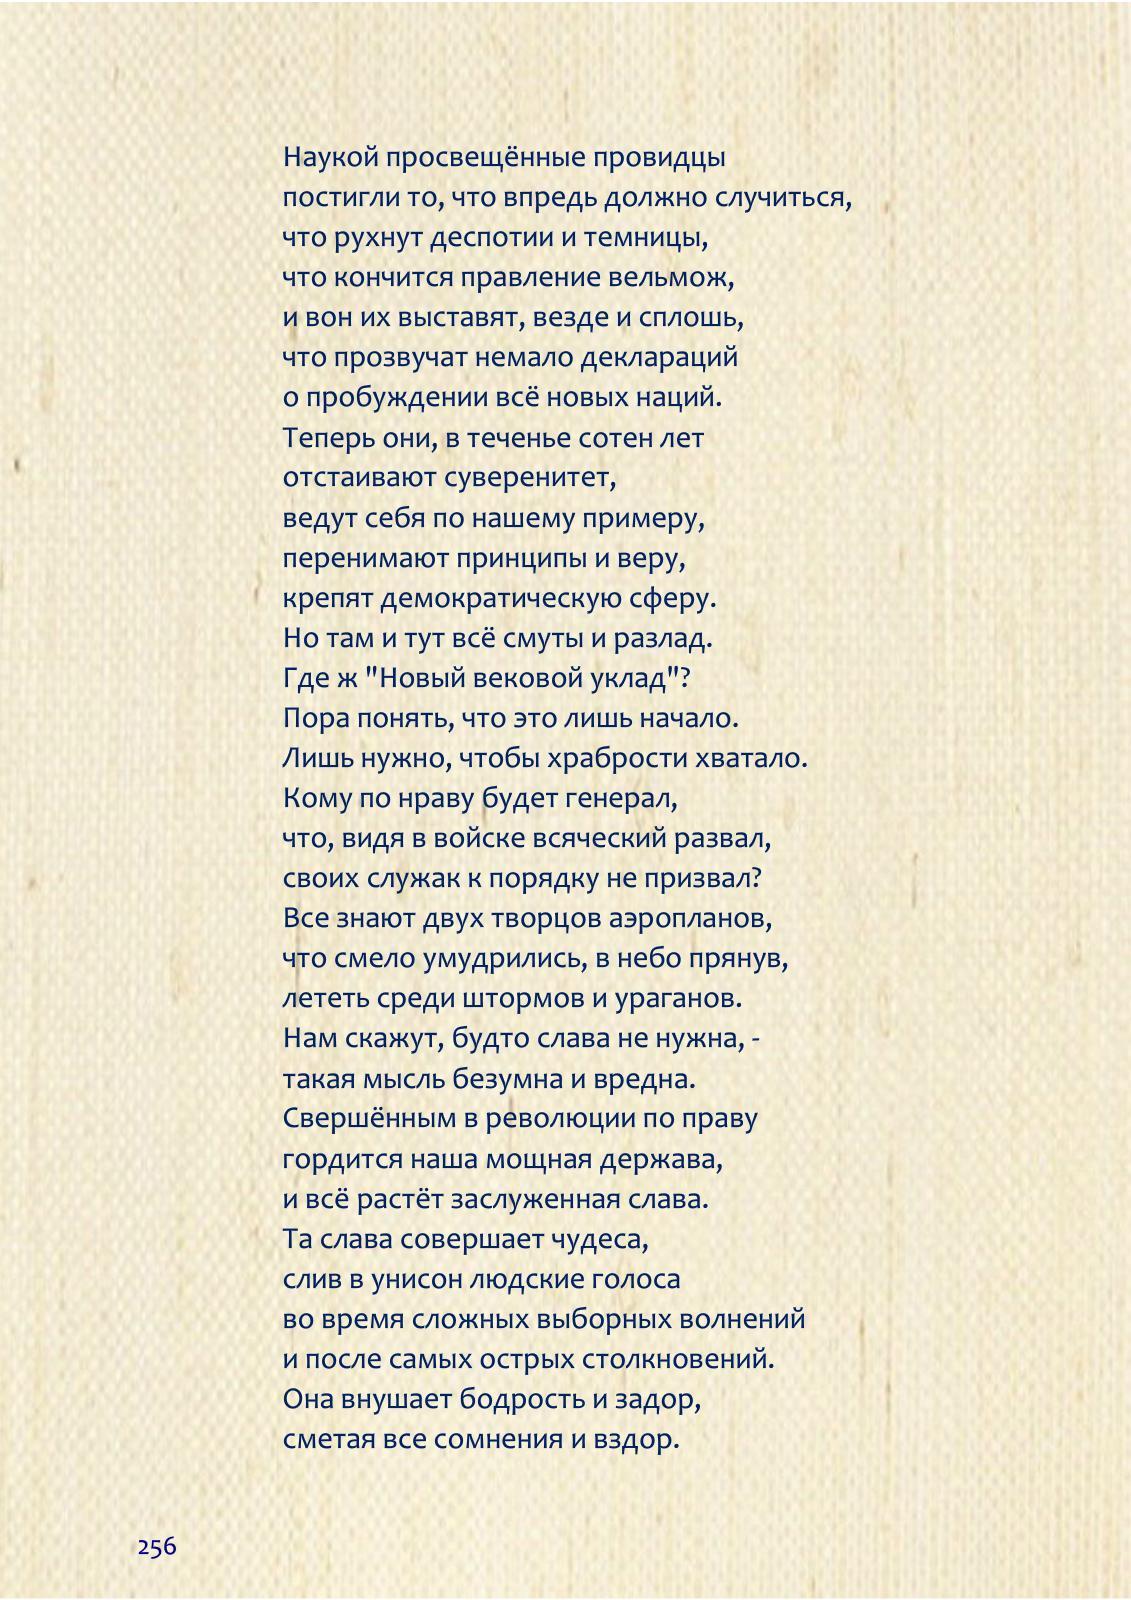 Наукой просвещённые провидцы
постигли то, что впредь должно случиться,
что рухнут деспотии и темницы,
что кончится правление вельмож,
и вон их выставят, везде и сплошь,
что прозвучат немало деклараций
о пробуждении всё новых наций.
Теперь они, в теченье сотен лет
отстаивают суверенитет,
ведут себя по нашему примеру,
перенимают принципы и веру,
крепят демократическую сферу.
Но там и тут всё смуты и разлад.
Где ж "Новый вековой уклад"?
Пора понять, что это лишь начало.
Лишь нужно, чтобы храбрости хватало.
Кому по нраву будет генерал,
что, видя в войске всяческий развал,
своих служак к порядку не призвал?
Все знают двух творцов аэропланов,
что смело умудрились, в небо прянув,
лететь среди штормов и ураганов.
Нам скажут, будто слава не нужна, -
такая мысль безумна и вредна.
Свершённым в революции по праву
гордится наша мощная держава,
и всё растёт заслуженная слава.
Та слава совершает чудеса,
слив в унисон людские голоса
во время сложных выборных волнений
и после самых острых столкновений.
Она внушает бодрость и задор,
сметая все сомнения и вздор.
256